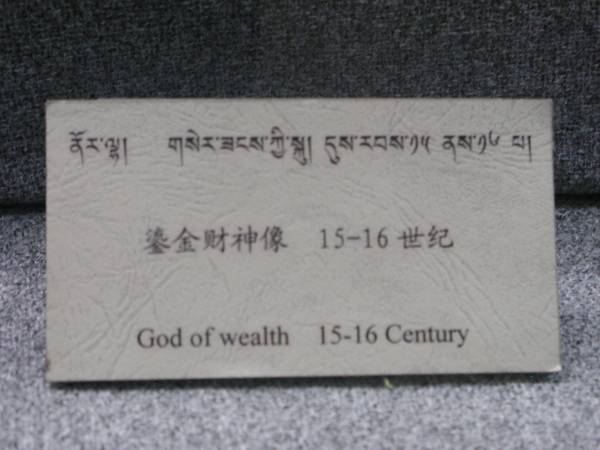 ནོར་ལྷ། གསེར་ཟངས་ཀྱི་སྐུ། དུས་རབས་༡༥ ནས་༡༦ པ།
鎏金财神像 15-16 世纪
God of wealth 15-16 Century